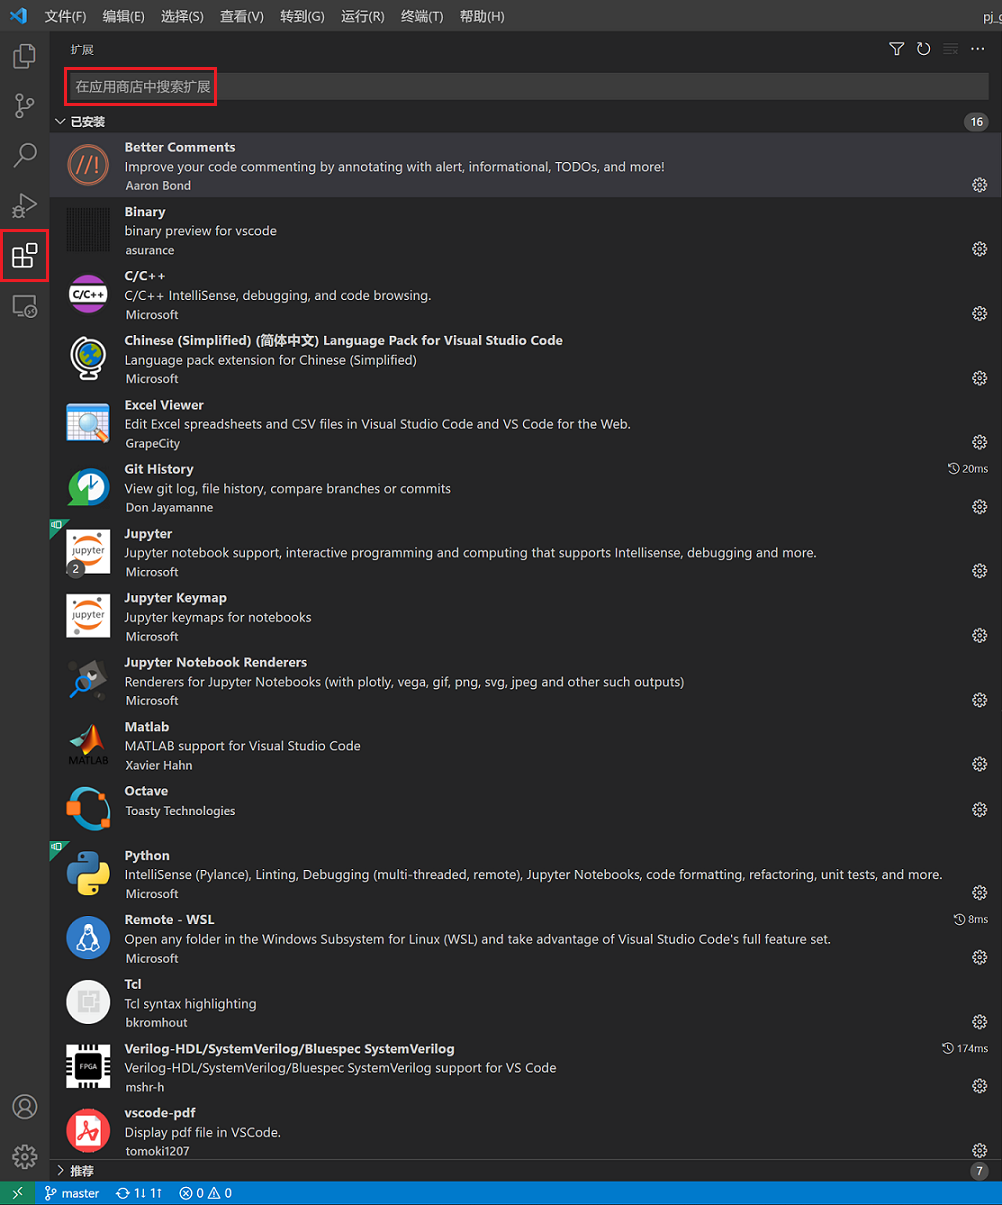 文件(F) 编辑(E) 选择(S) 查看(V) 转到(G) 运行(R) 终端(T) 帮助(H) pj_g
扩展
在应用商店中搜索扩展
已安装 16
Better Comments
Improve your code commenting by annotating with alert, informational, TODOs, and more!
Aaron Bond
Binary
binary preview for vscode
asurance
C/C++
C/C++
C/C++ IntelliSense, debugging, and code browsing.
Microsoft
Chinese (Simplified) (简体中文) Language Pack for Visual Studio Code
Language pack extension for Chinese (Simplified)
Microsoft
Excel Viewer
Edit Excel spreadsheets and CSV files in Visual Studio Code and VS Code for the Web.
GrapeCity
Git History 20ms
View git log, file history, compare branches or commits
Don Jayamanne
Jupyter
jupyter
Jupyter notebook support, interactive programming and computing that supports Intellisense, debugging and more.
2 Microsoft
Jupyter Keymap
jupyter
Jupyter keymaps for notebooks
Microsoft
Jupyter Notebook Renderers
Renderers for Jupyter Notebooks (with plotly, vega, gif, png, svg, jpeg and other such outputs)
Microsoft
Matlab
MATLAB support for Visual Studio Code
MATLAB
Xavier Hahn
Octave
Toasty Technologies
Python
IntelliSense (Pylance), Linting, Debugging (multi-threaded, remote), Jupyter Notebooks, code formatting, refactoring, unit tests, and more.
Microsoft
Remote - WSL 8ms
Open any folder in the Windows Subsystem for Linux (WSL) and take advantage of Visual Studio Code's full feature set.
Microsoft
Tcl
Tcl syntax highlighting
bkromhout
Verilog-HDL/SystemVerilog/Bluespec SystemVerilog 174ms
FPGA
Verilog-HDL/SystemVerilog/Bluespec SystemVerilog support for VS Code
mshr-h
vscode-pdf
Display pdf file in VSCode.
tomoki1207
推荐 7
master 1↓ 1↑ 0 0